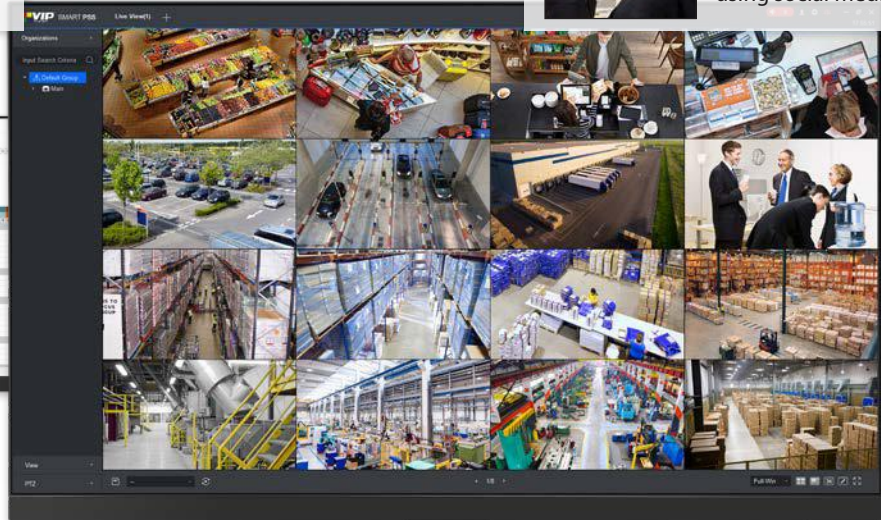 using social med
VIP SMART PSS Live View(1)
Organizations
Input Search Criteria
Default Group
Main
View
PTZ
1/3
Full-Win